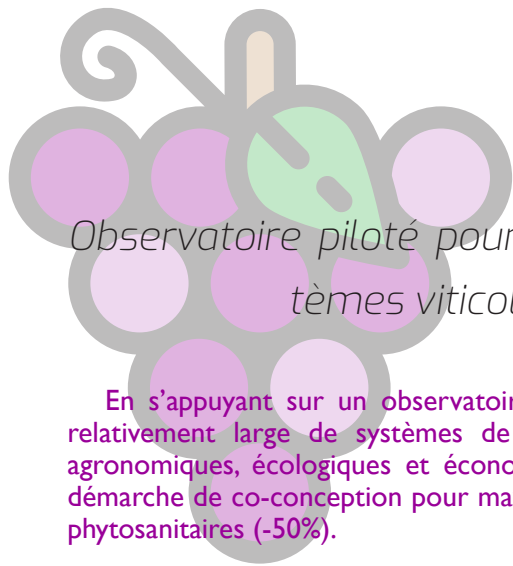 Observatoire piloté pour
tèmes viticol
En s'appuyant sur un observatoir
relativement large de systèmes de
agronomiques, écologiques et écono
démarche de co-conception pour ma
phytosanitaires (-50%).